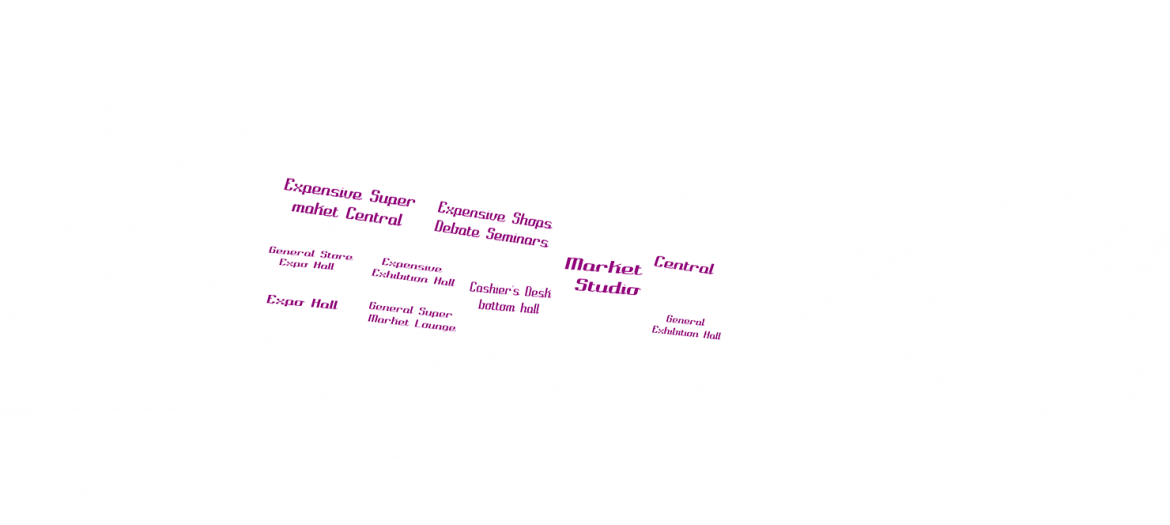 Expensive Super
maket Central
Expensive Shops
Debate Seminars
Market
Studio
Central
General Store
Expo Hall
Expensive
Exhibition Hall
Cashier's Desk
bottom hall
Expo Hall
General Super
Market Lounge
General
Exhibition Hall